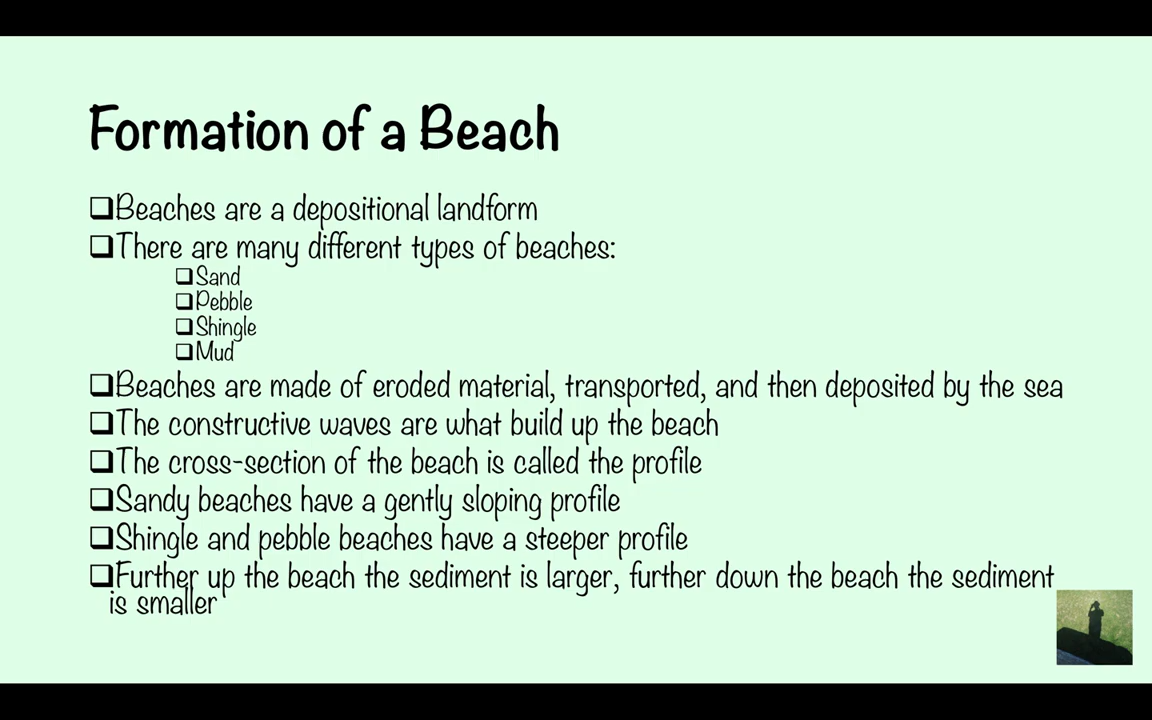 Formation of a Beach
❑Beaches are a depositional landform
❑There are many different types of beaches:
❑Sand
❑Pebble
❑Shingle
❑Mud
❑Beaches are made of eroded material, transported, and then deposited by the sea
❑The constructive waves are what build up the beach
❑The cross-section of the beach is called the profile
❑Sandy beaches have a gently sloping profile
❑Shingle and pebble beaches have a steeper profile
❑Further up the beach the sediment is larger, further down the beach the sediment
is smaller